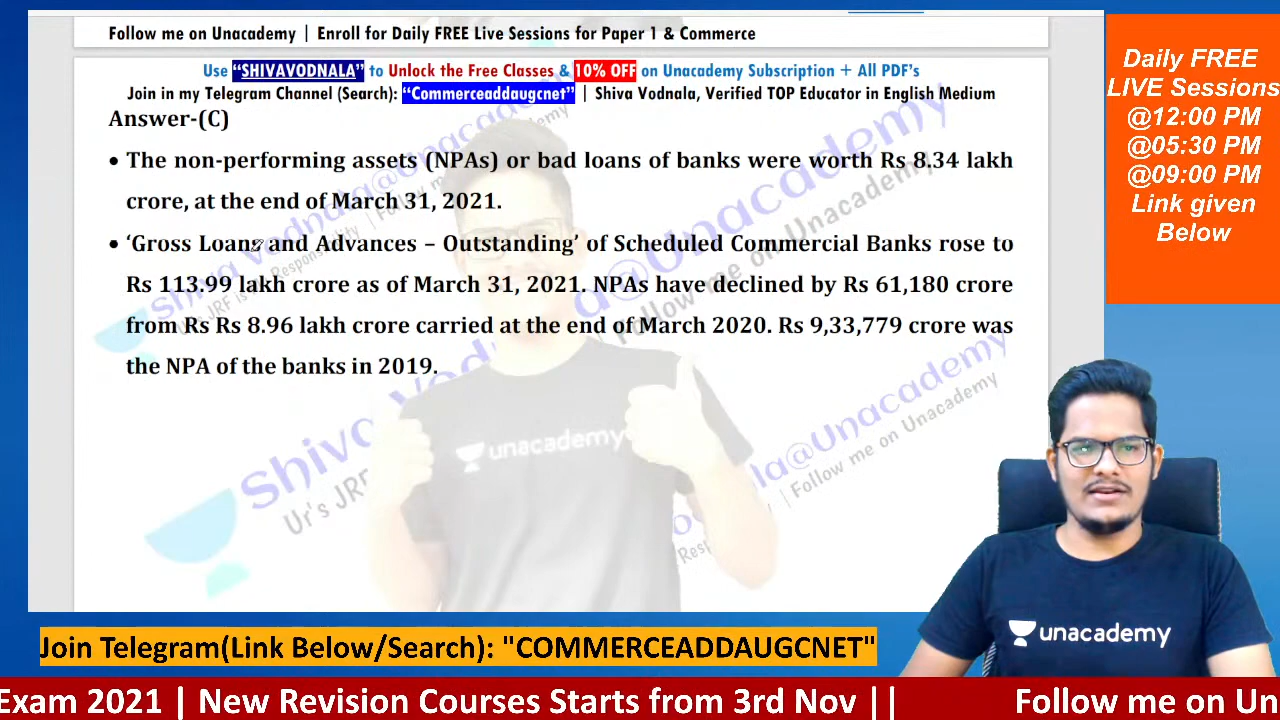 Follow me on Unacademy | Enroll for Daily FREE Live Sessions for Paper 1 & Commerce
Use “SHIVAVODNALA” to Unlock the Free Classes & 10% OFF on Unacademy Subscription + All PDF’s
Join in my Telegram Channel (Search): “Commerceaddaugcnet” | Shiva Vodnala, Verified TOP Educator in English Medium
Answer-(C)
• The non-performing assets (NPAs) or bad loans of banks were worth Rs 8.34 lakh
crore, at the end of March 31, 2021.
• ‘Gross Loans and Advances – Outstanding’ of Scheduled Commercial Banks rose to
Rs 113.99 lakh crore as of March 31, 2021. NPAs have declined by Rs 61,180 crore
from Rs Rs 8.96 lakh crore carried at the end of March 2020. Rs 9,33,779 crore was
the NPA of the banks in 2019.
unacademy
Daily FREE
LIVE Sessions
@12:00 PM
@05:30 PM
@09:00 PM
Link given
Below
unacademy
Join Telegram(Link Below/Search): "COMMERCEADDAUGCNET"
Exam 2021 | New Revision Courses Starts from 3rd Nov || Follow me on Un